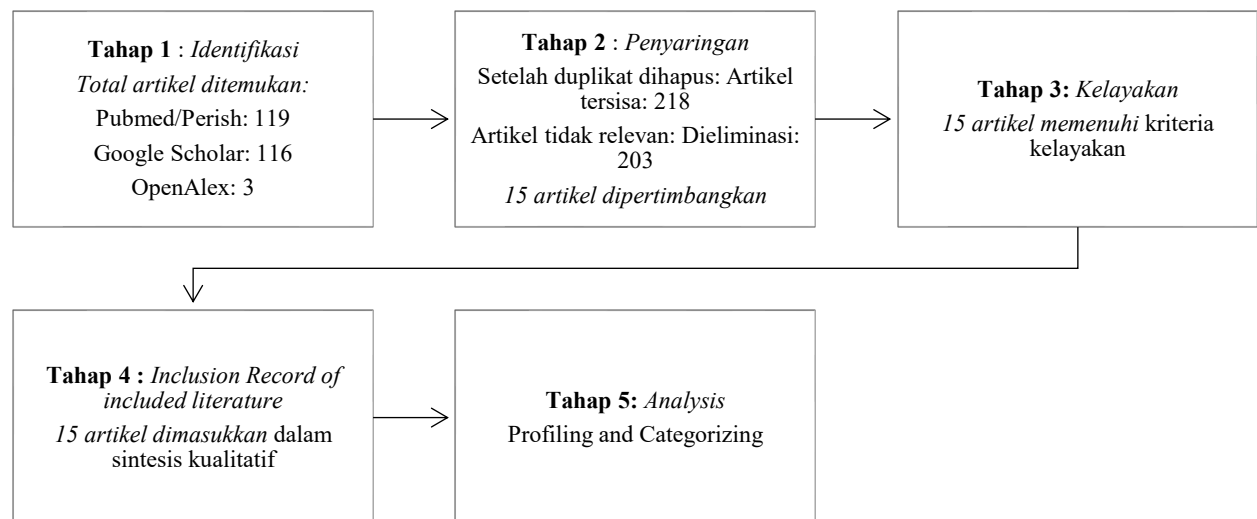 Tahap 1 : Identifikasi
Total artikel ditemukan:
Pubmed/Perish: 119
Google Scholar: 116
OpenAlex: 3
Tahap 2 : Penyaringan
Setelah duplikat dihapus: Artikel
tersisa: 218
Artikel tidak relevan: Dieliminasi:
203
15 artikel dipertimbangkan
Tahap 3: Kelayakan
15 artikel memenuhi kriteria
kelayakan
Tahap 4 : Inclusion Record of
included literature
15 artikel dimasukkan dalam
sintesis kualitatif
Tahap 5: Analysis
Profiling and Categorizing